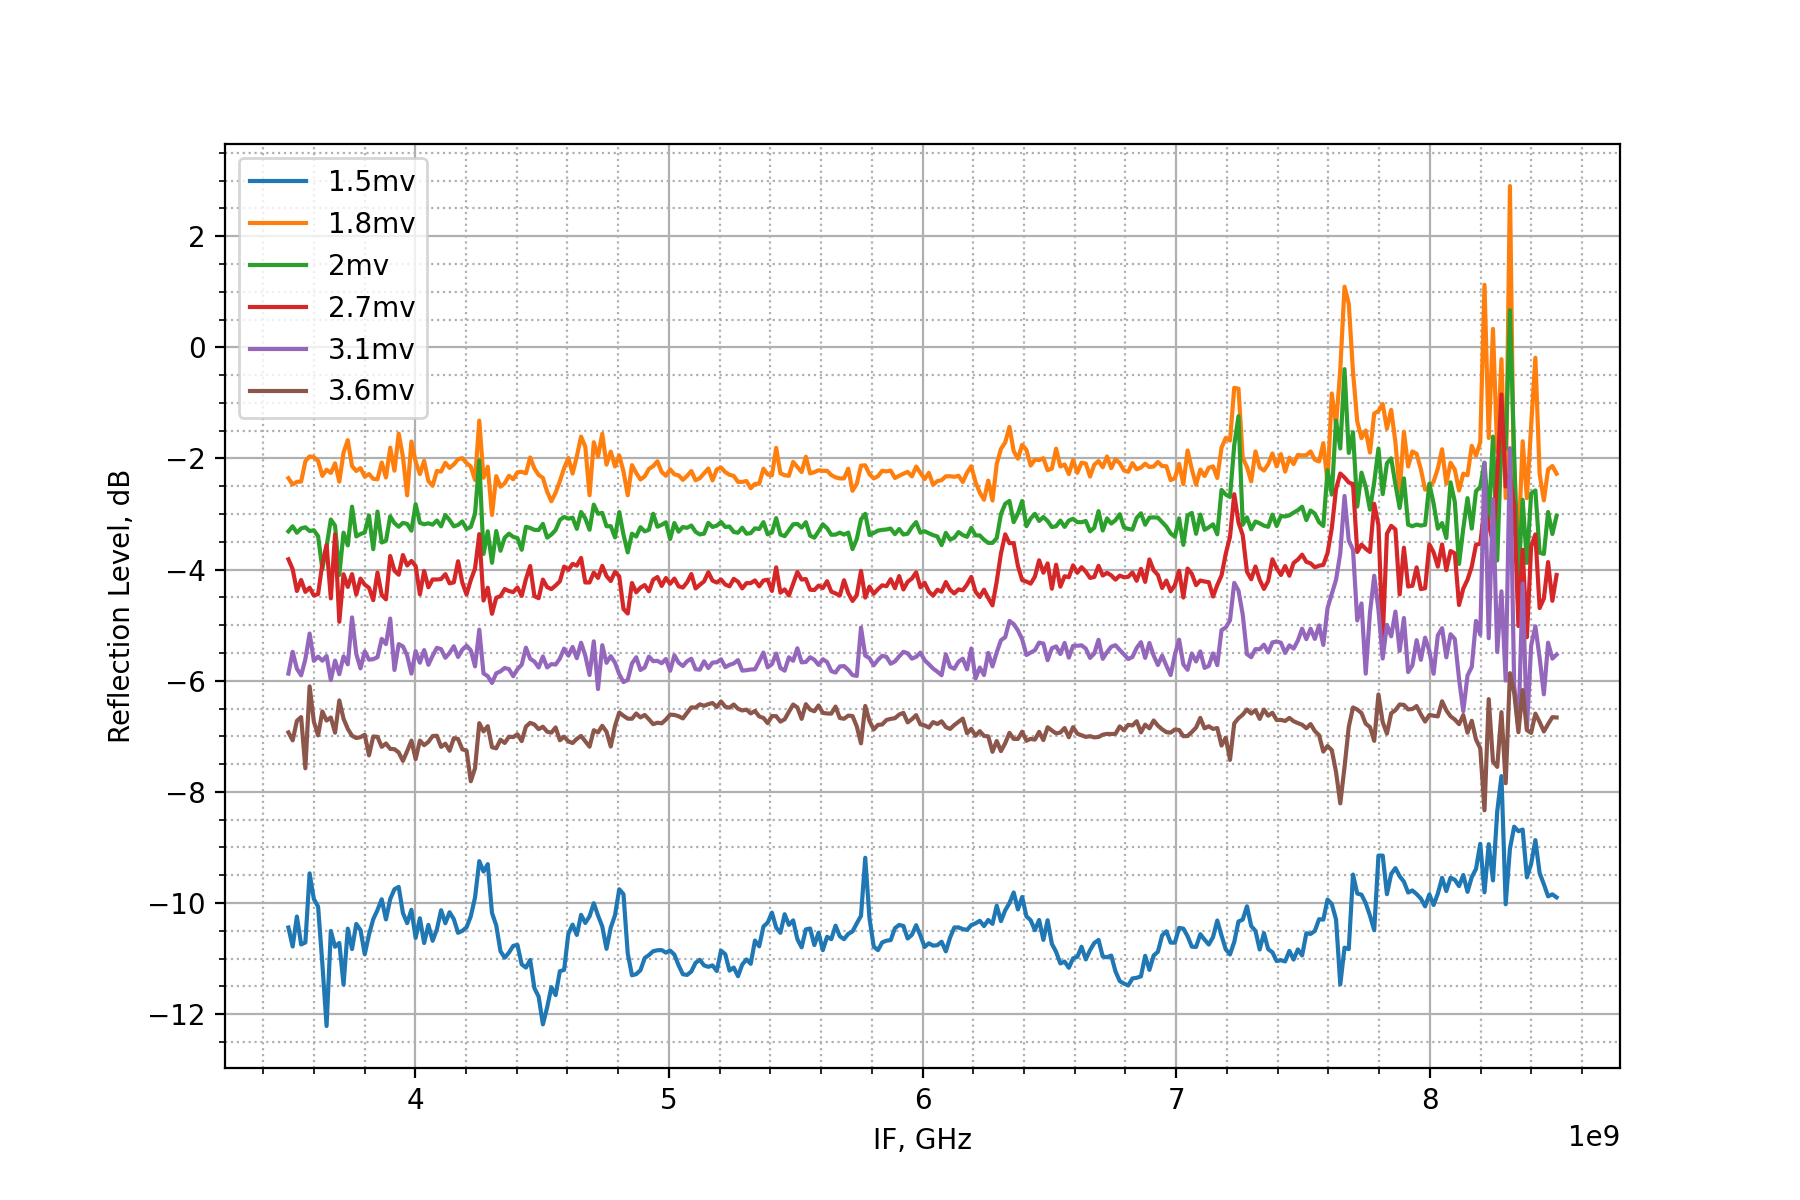 1.5mv
1.8mv
2mv
2.7mv
3.1mv
3.6mv
2
0
−2
−4
−6
−8
−10
−12
Reflection Level, dB
4 5 6 7 8
IF, GHz
1e9